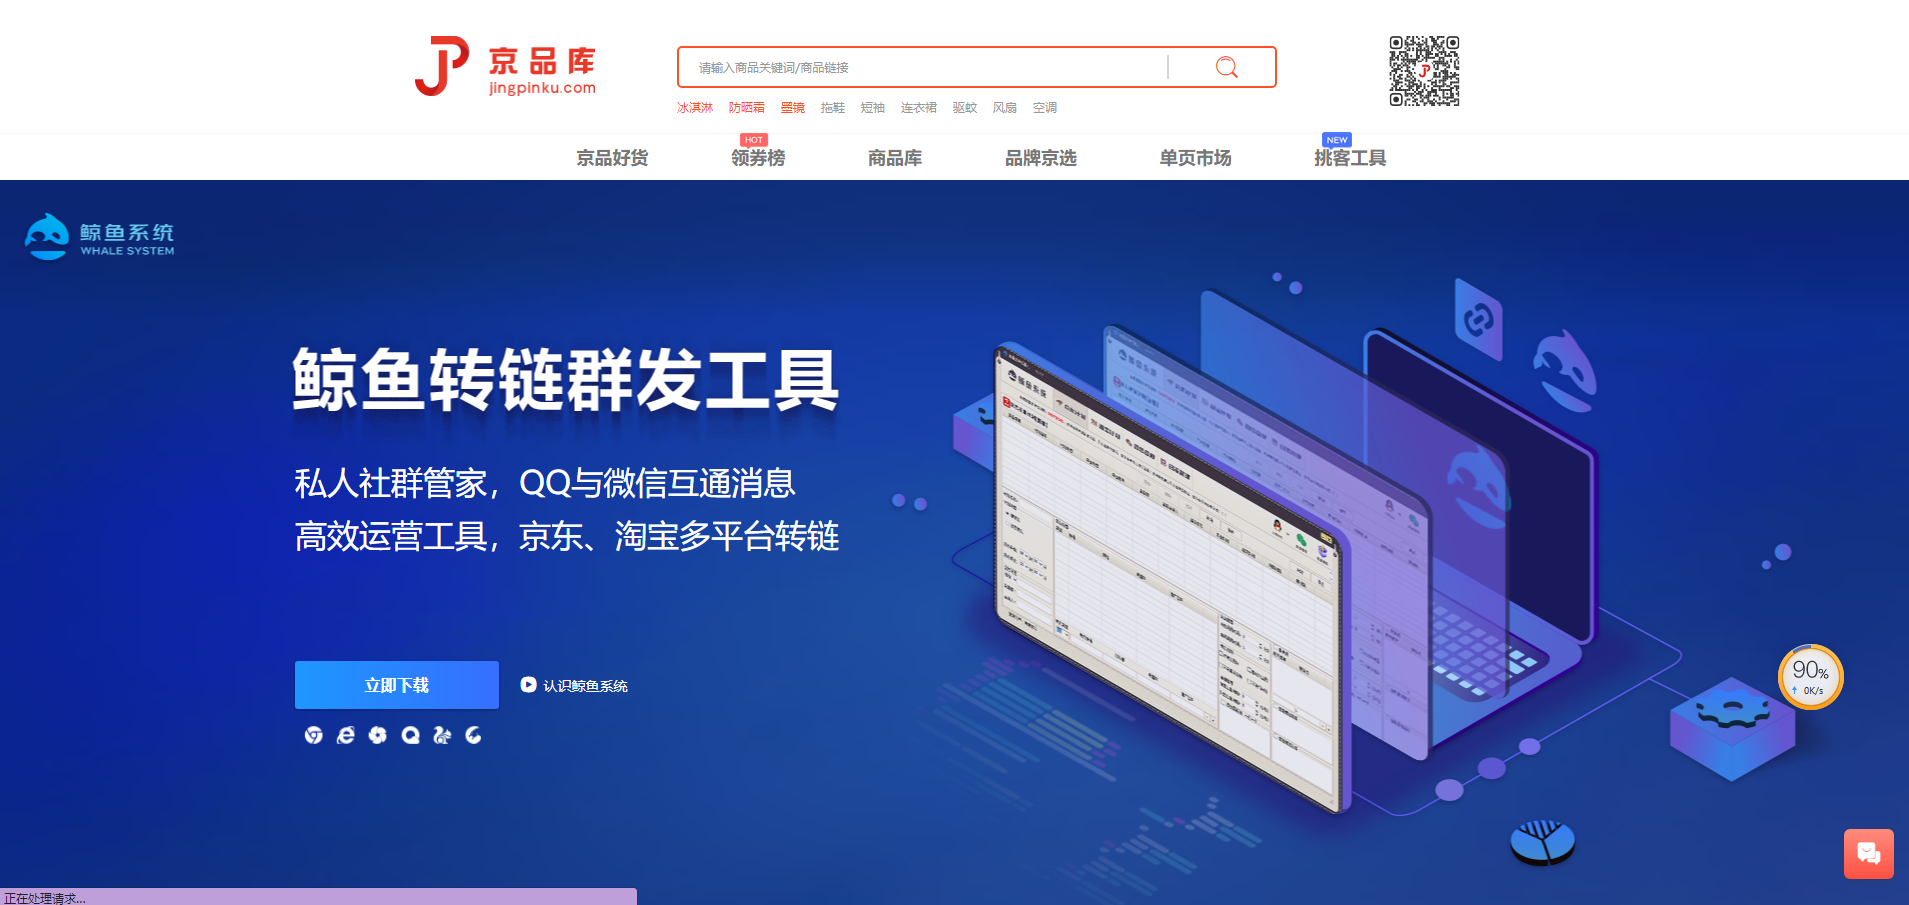 京品库
jingpinku.com
请输入商品关键词/商品链接
冰淇淋 防晒霜 墨镜 拖鞋 短袖 连衣裙 驱蚊 风扇 空调
HOT
NEW
京品好货 领券榜 商品库 品牌京选 单页市场 挑客工具
鲸鱼系统
WHALE SYSTEM
鲸鱼转链群发工具
私人社群管家，QQ与微信互通消息
高效运营工具，京东、淘宝多平台转链
立即下载
认识鲸鱼系统
90%
0K/s
正在处理请求...